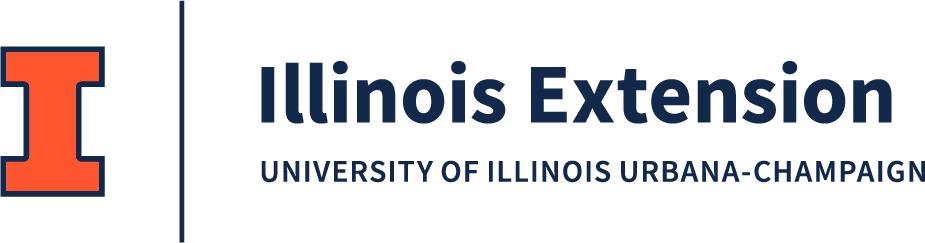 I
Illinois Extension
UNIVERSITY OF ILLINOIS URBANA-CHAMPAIGN